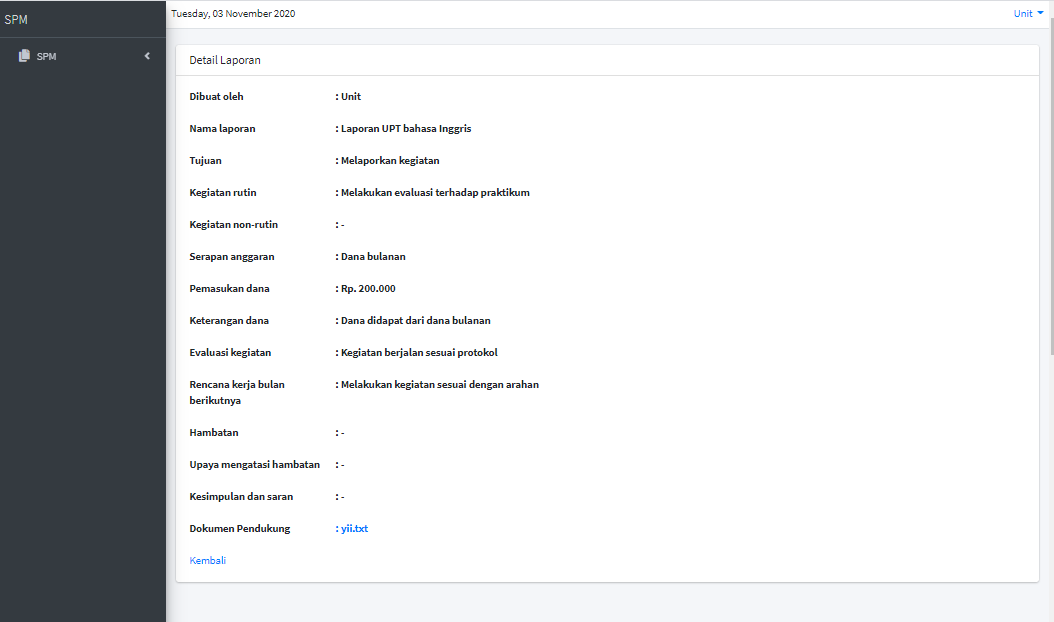 SPM
Tuesday, 03 November 2020
Unit
SPM
Detail Laporan
Dibuat oleh : Unit
Nama laporan : Laporan UPT bahasa Inggris
Tujuan : Melaporkan kegiatan
Kegiatan rutin : Melakukan evaluasi terhadap praktikum
Kegiatan non-rutin : -
Serapan anggaran : Dana bulanan
Pemasukan dana : Rp. 200.000
Keterangan dana : Dana didapat dari dana bulanan
Evaluasi kegiatan : Kegiatan berjalan sesuai protokol
Rencana kerja bulan : Melakukan kegiatan sesuai dengan arahan
berikutnya
Hambatan : -
Upaya mengatasi hambatan : -
Kesimpulan dan saran : -
Dokumen Pendukung : yii.txt
Kembali